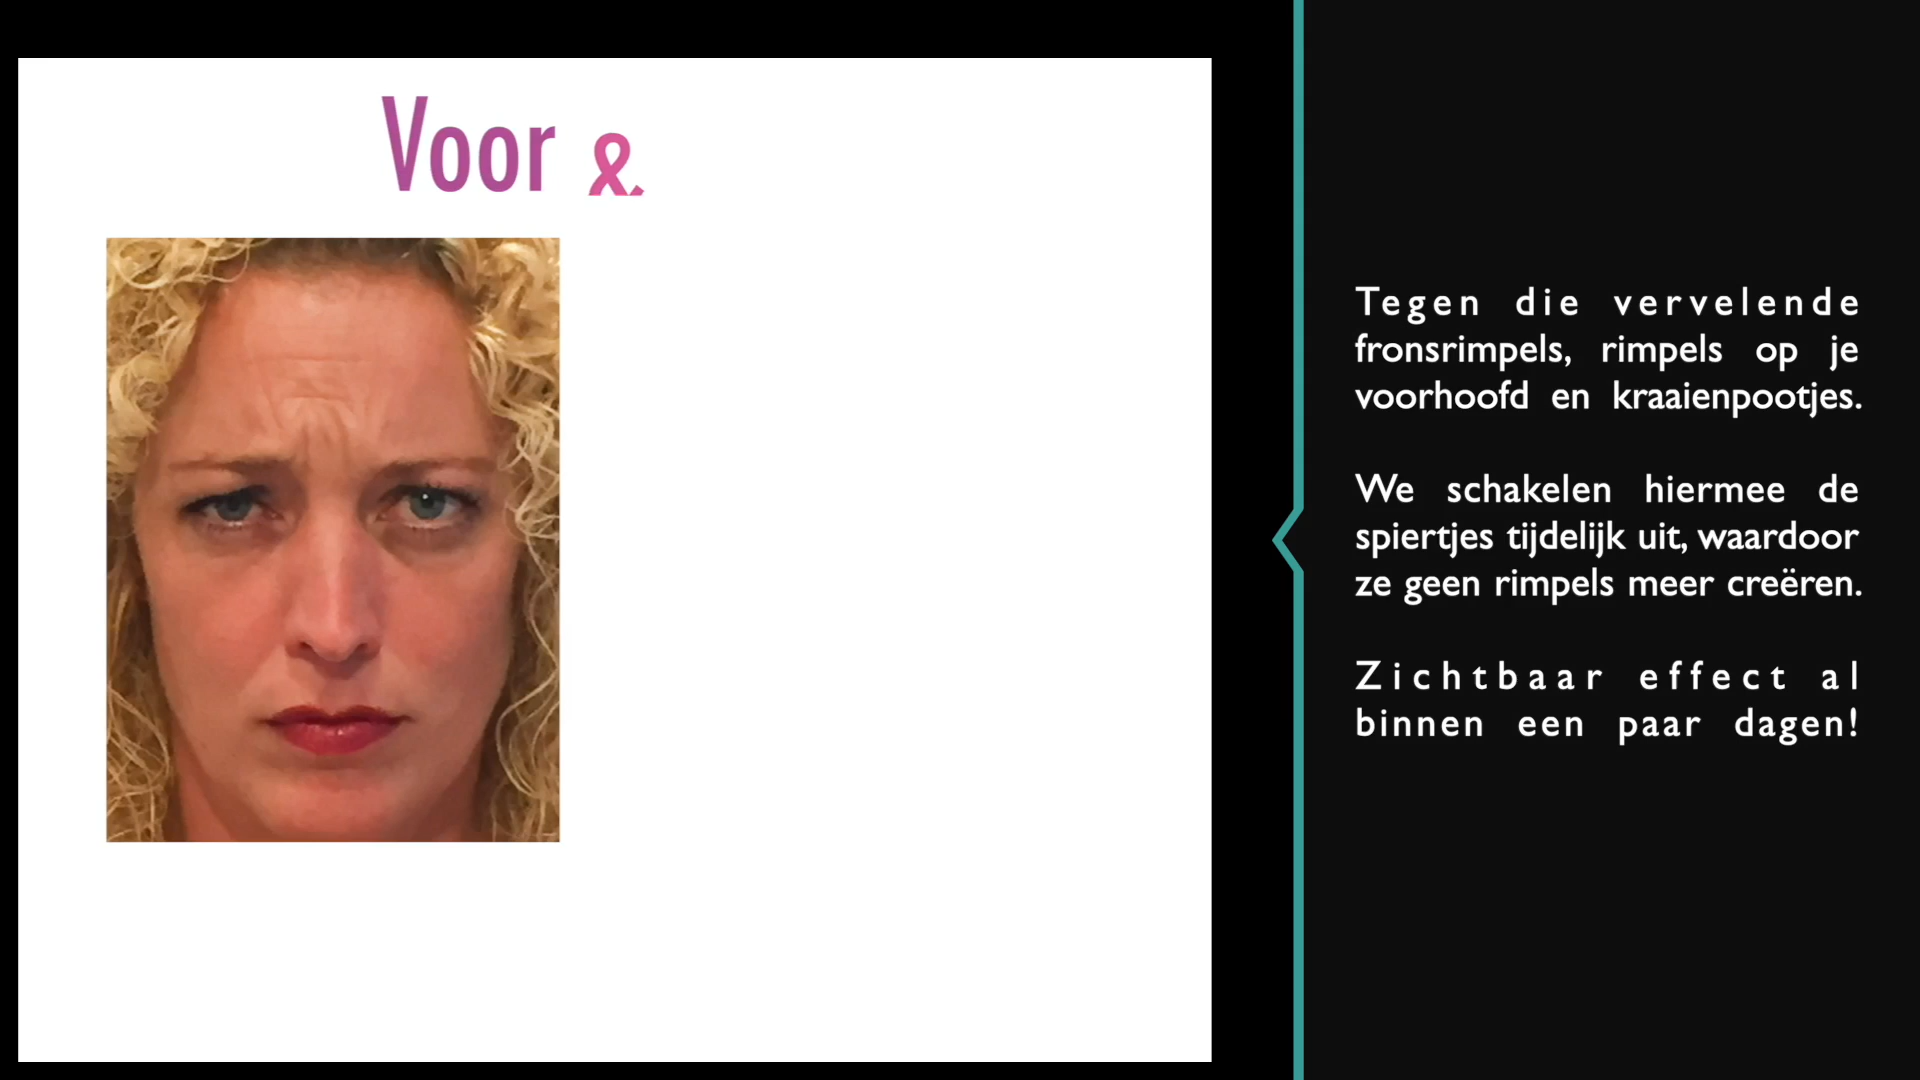 Voor &
Tegen die vervelende
fronsrimpels, rimpels op je
voorhoofd en kraaienpootjes.
We schakelen hiermee de
spiertjes tijdelijk uit, waardoor
ze geen rimpels meer creëren.
Zichtbaar effect al
binnen een paar dagen!